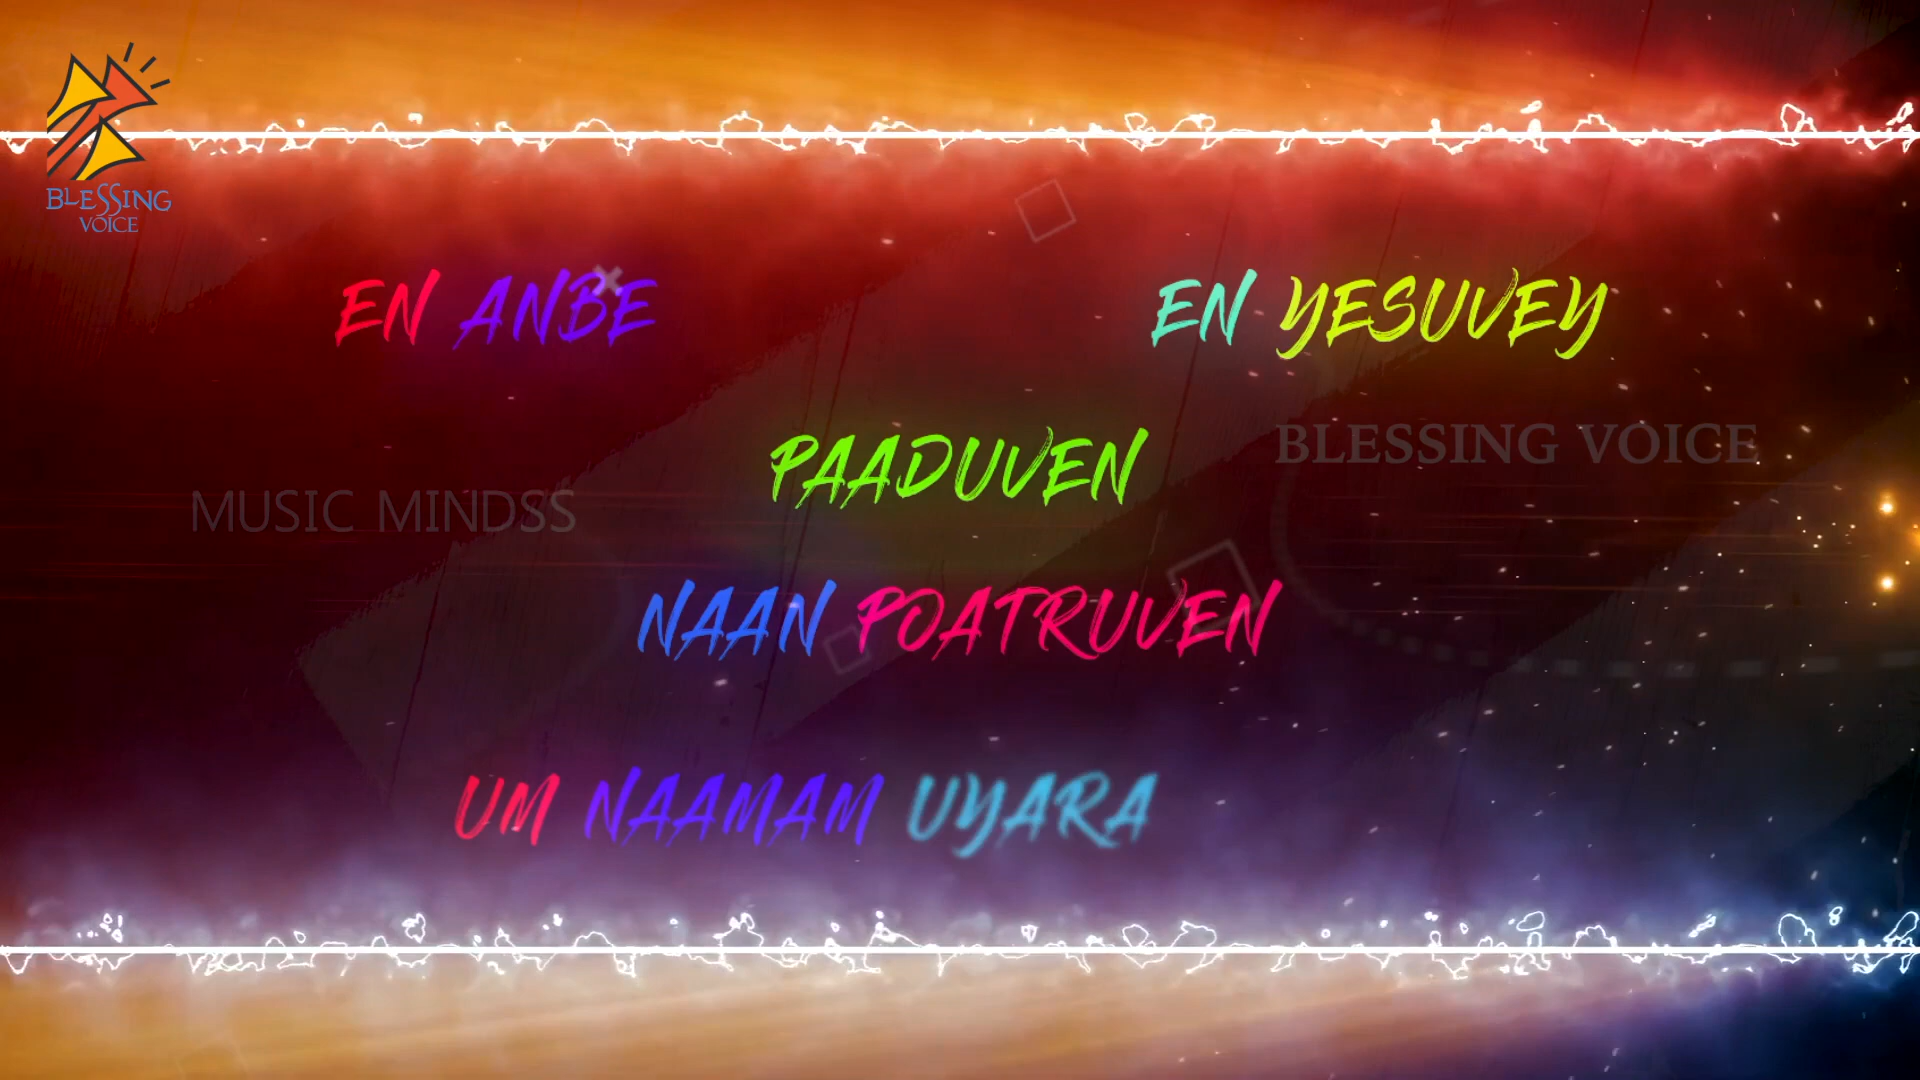 BLESSING
VOICE
EN ANBE EN YESUVEY
PAADUVEN
BLESSING VOICE
MUSIC MINDSS
NAAN POATRUVEN
UM NAAMAM UYARA